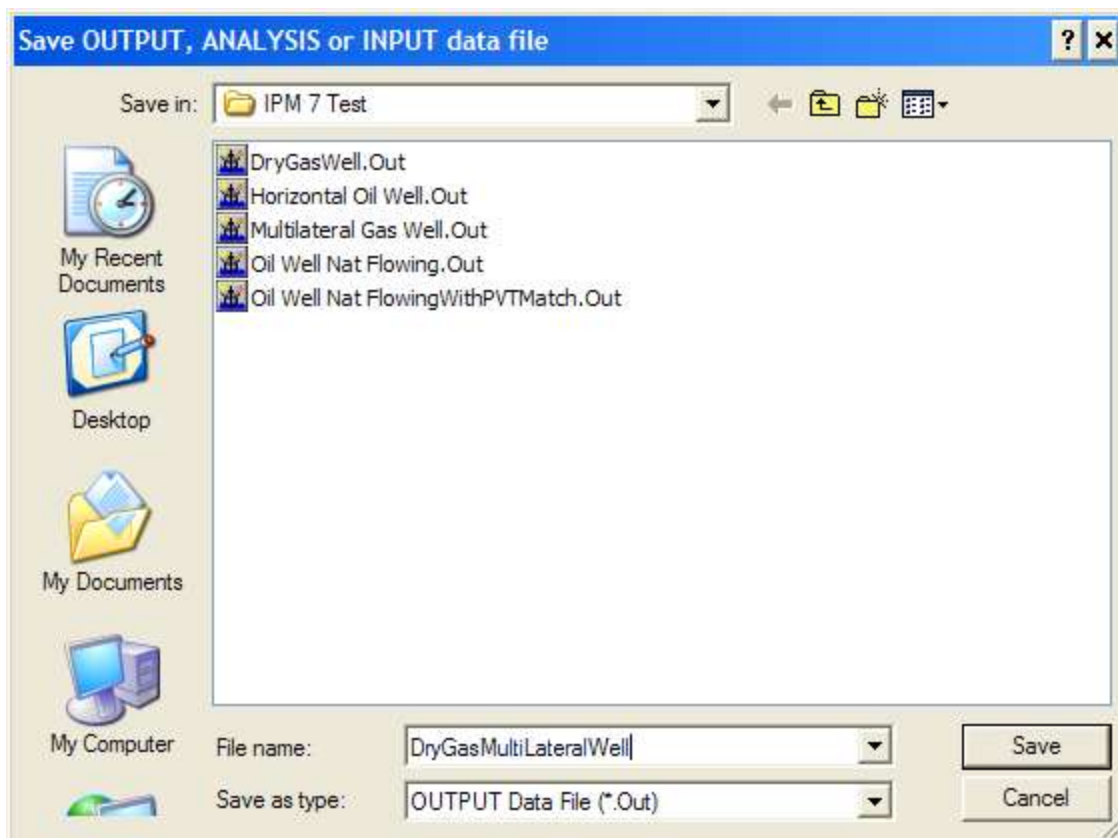 Save OUTPUT, ANALYSIS or INPUT data file
Save in: IPM 7 Test
DryGasWell.Out
Horizontal Oil Well.Out
Multilateral Gas Well.Out
Oil Well Nat Flowing.Out
Oil Well Nat FlowingWithPVTMatch.Out
My Recent
Documents
Desktop
My Documents
My Computer
File name: DryGasMultiLateralWell Save
Save as type: OUTPUT Data File (*.Out) Cancel